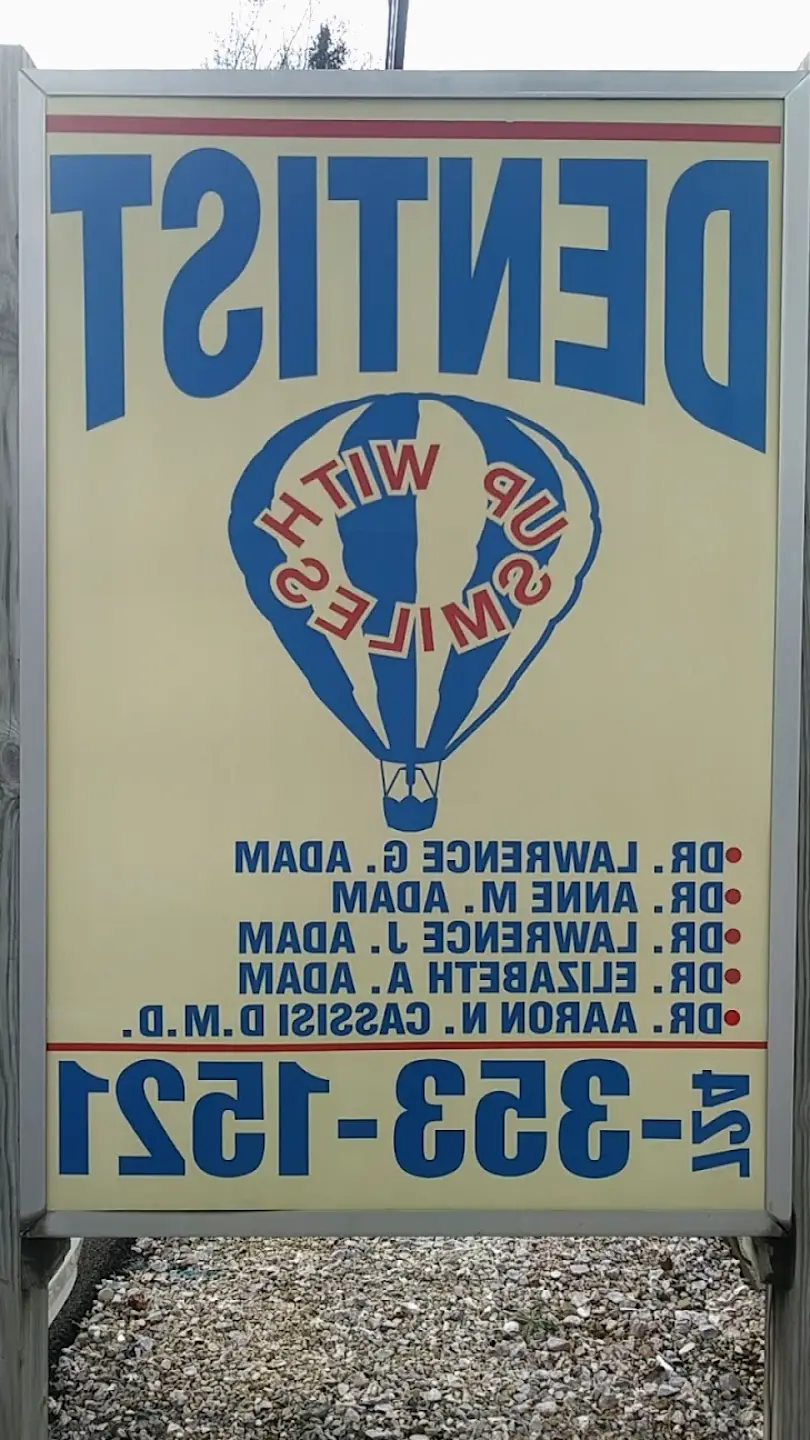 DENTIST
UP WITH
SMILES
•DR. LAWRENCE G. ADAM
•DR. ANNE M. ADAM
•DR. LAWRENCE J. ADAM
•DR. ELIZABETH A. ADAM
•DR. AARON N. CASSISI D.M.D.
724-353-1521